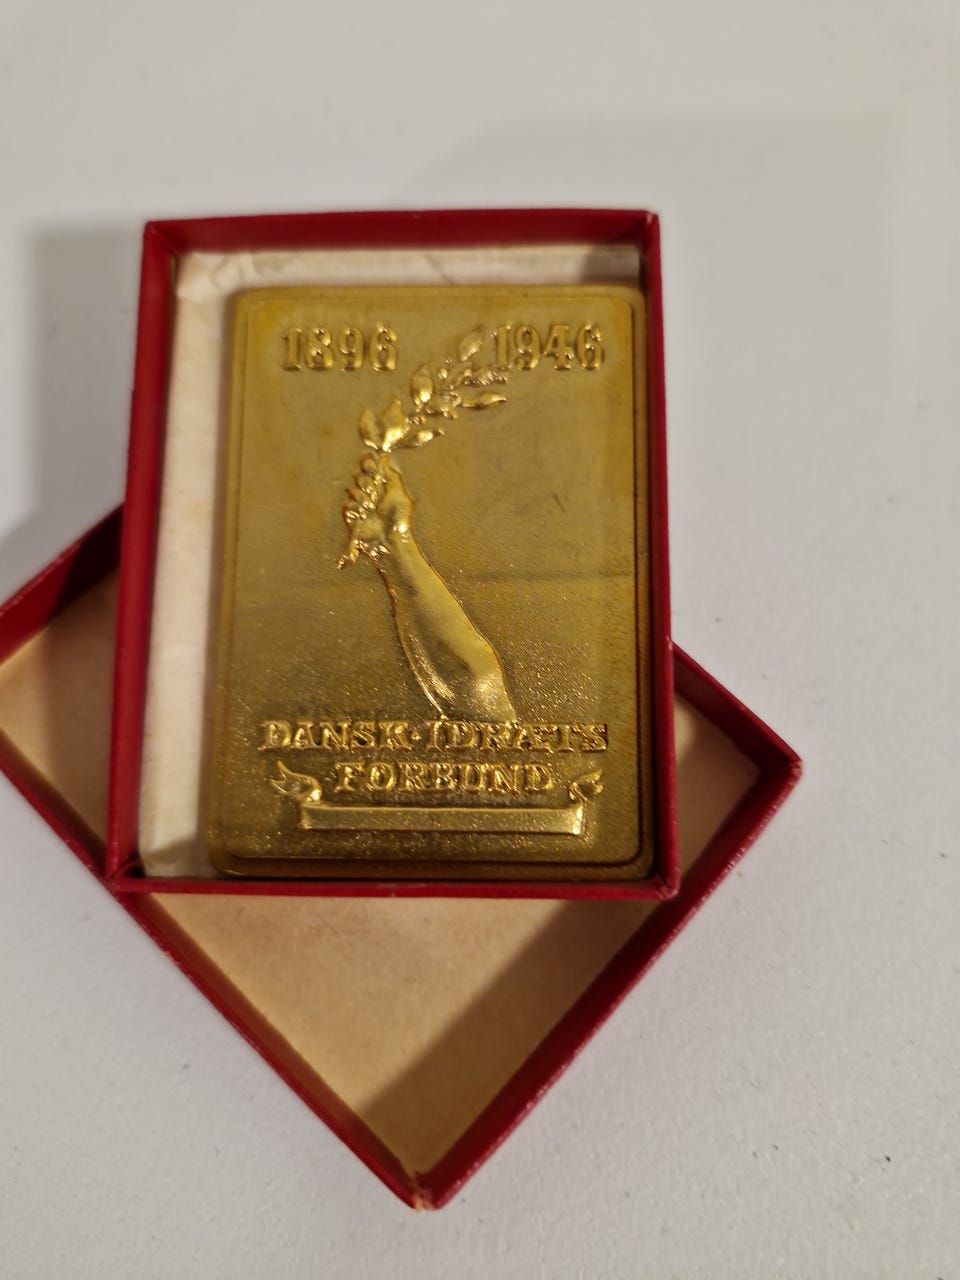 1896 1946
DANSK·IDRÆTS
FORBUND